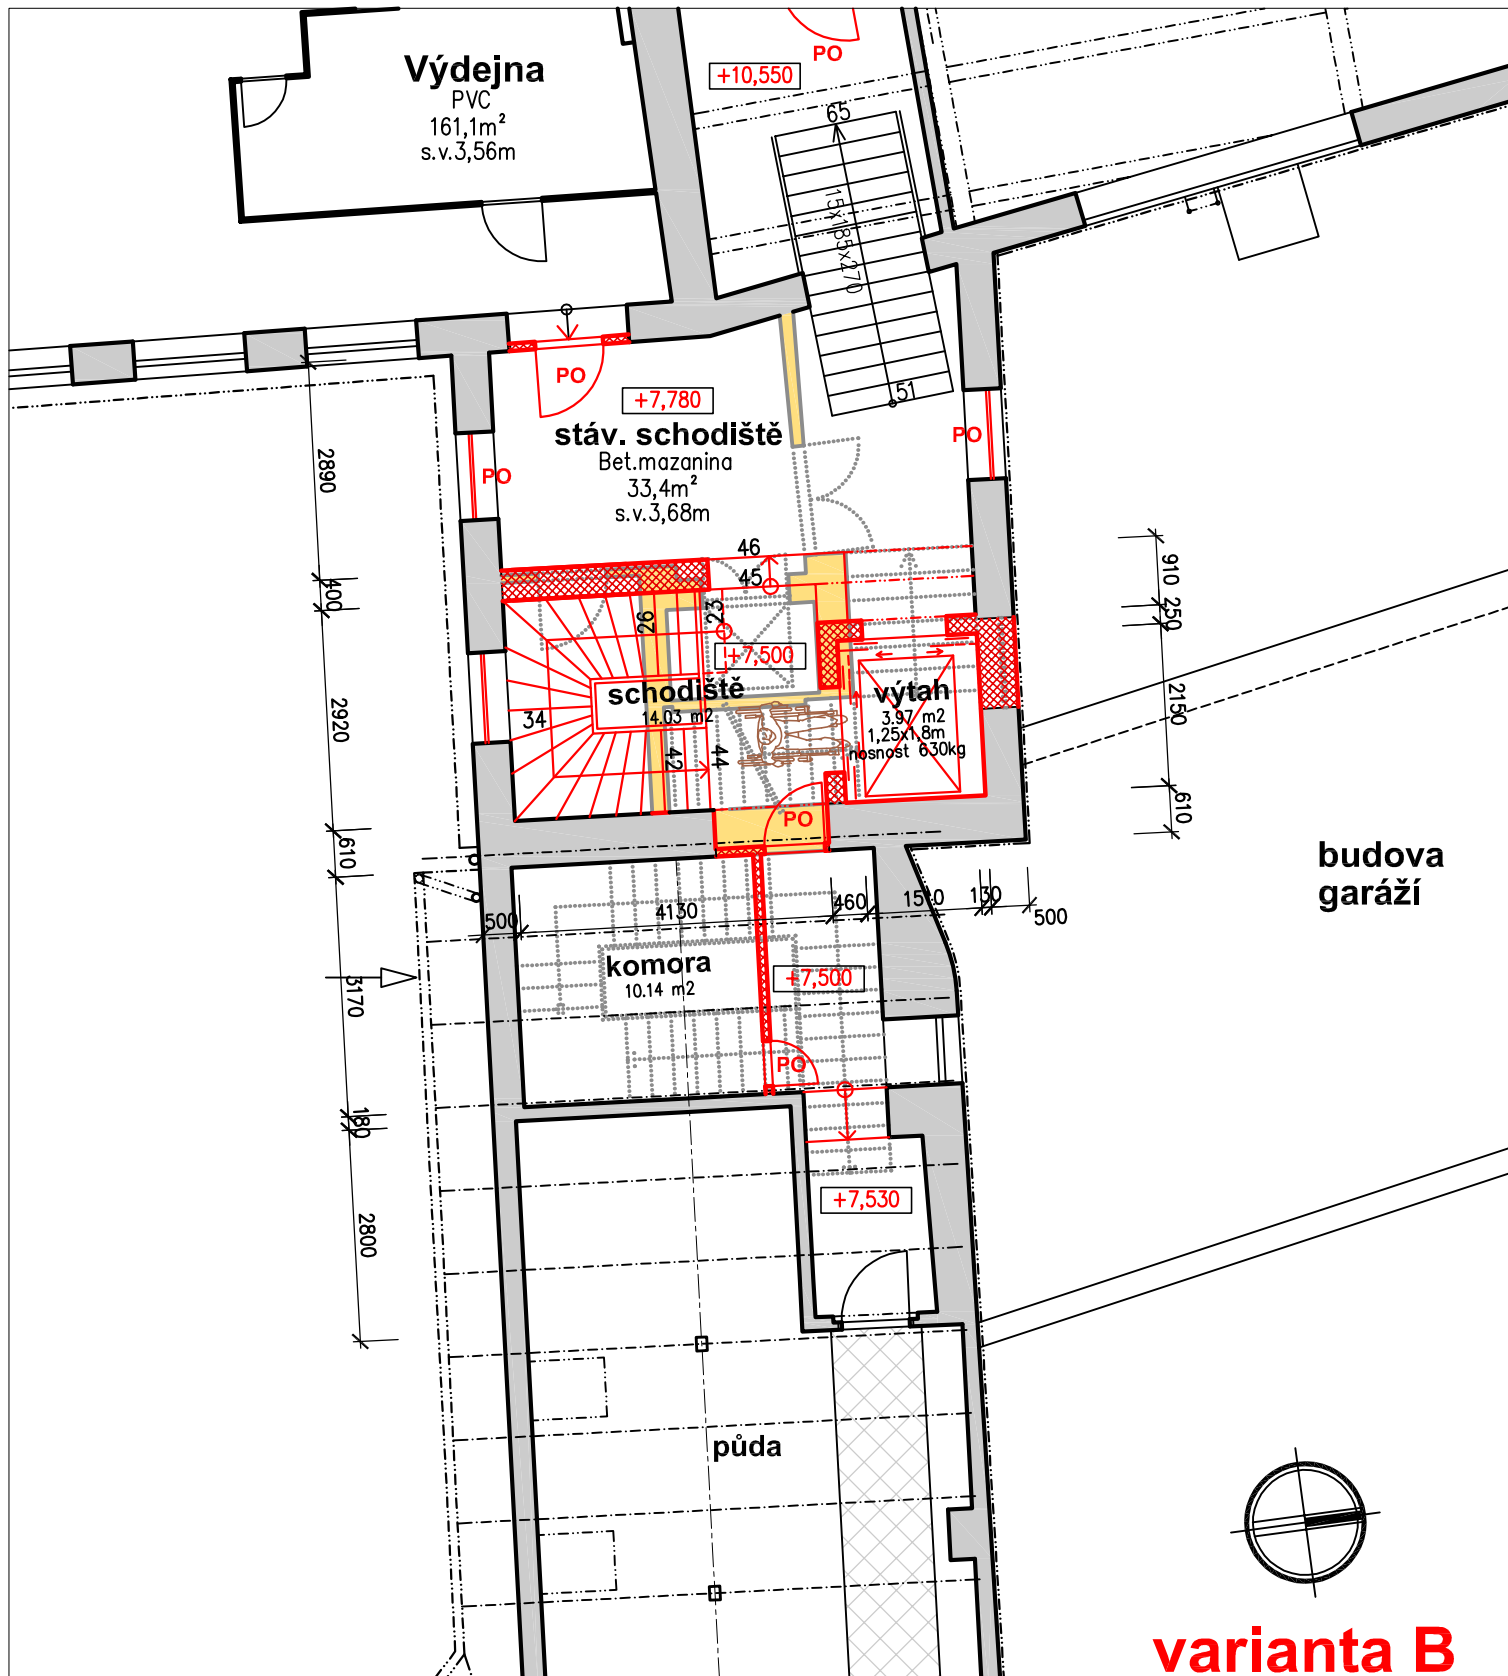 Výdejna
PVC
161,1m²
s.v.3,56m
+10,550
PO
65
15x185x270
51
PO
+7,780
stáv. schodiště
Bet.mazanina
33,4m²
s.v.3,68m
PO
PO
2890
400
2920
610
3170
180
2800
46
45
26
23
+7,500
schodiště
14.03 m2
34
42
44
výtah
3.97 m2
1,25x1,8m
nosnost 630kg
PO
910
250
2150
610
budova
garáží
500
4130
460
130
500
komora
10.14 m2
+7,500
PO
+7,530
půda
varianta B